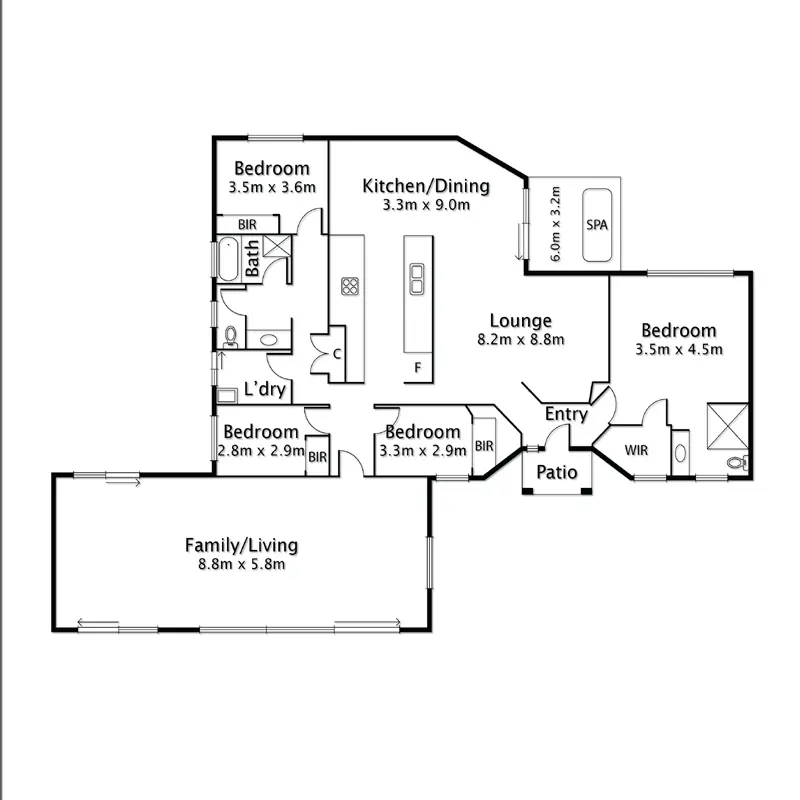 Bedroom
3.5m x 3.6m
BIR
Kitchen/Dining
3.3m x 9.0m
6.0m x 3.2m
SPA
Bath
Lounge
8.2m x 8.8m
Bedroom
3.5m x 4.5m
C
F
L'dry
Entry
Bedroom
2.8m x 2.9m
BIR
Bedroom
3.3m x 2.9m
BIR
WIR
Patio
Family/Living
8.8m x 5.8m